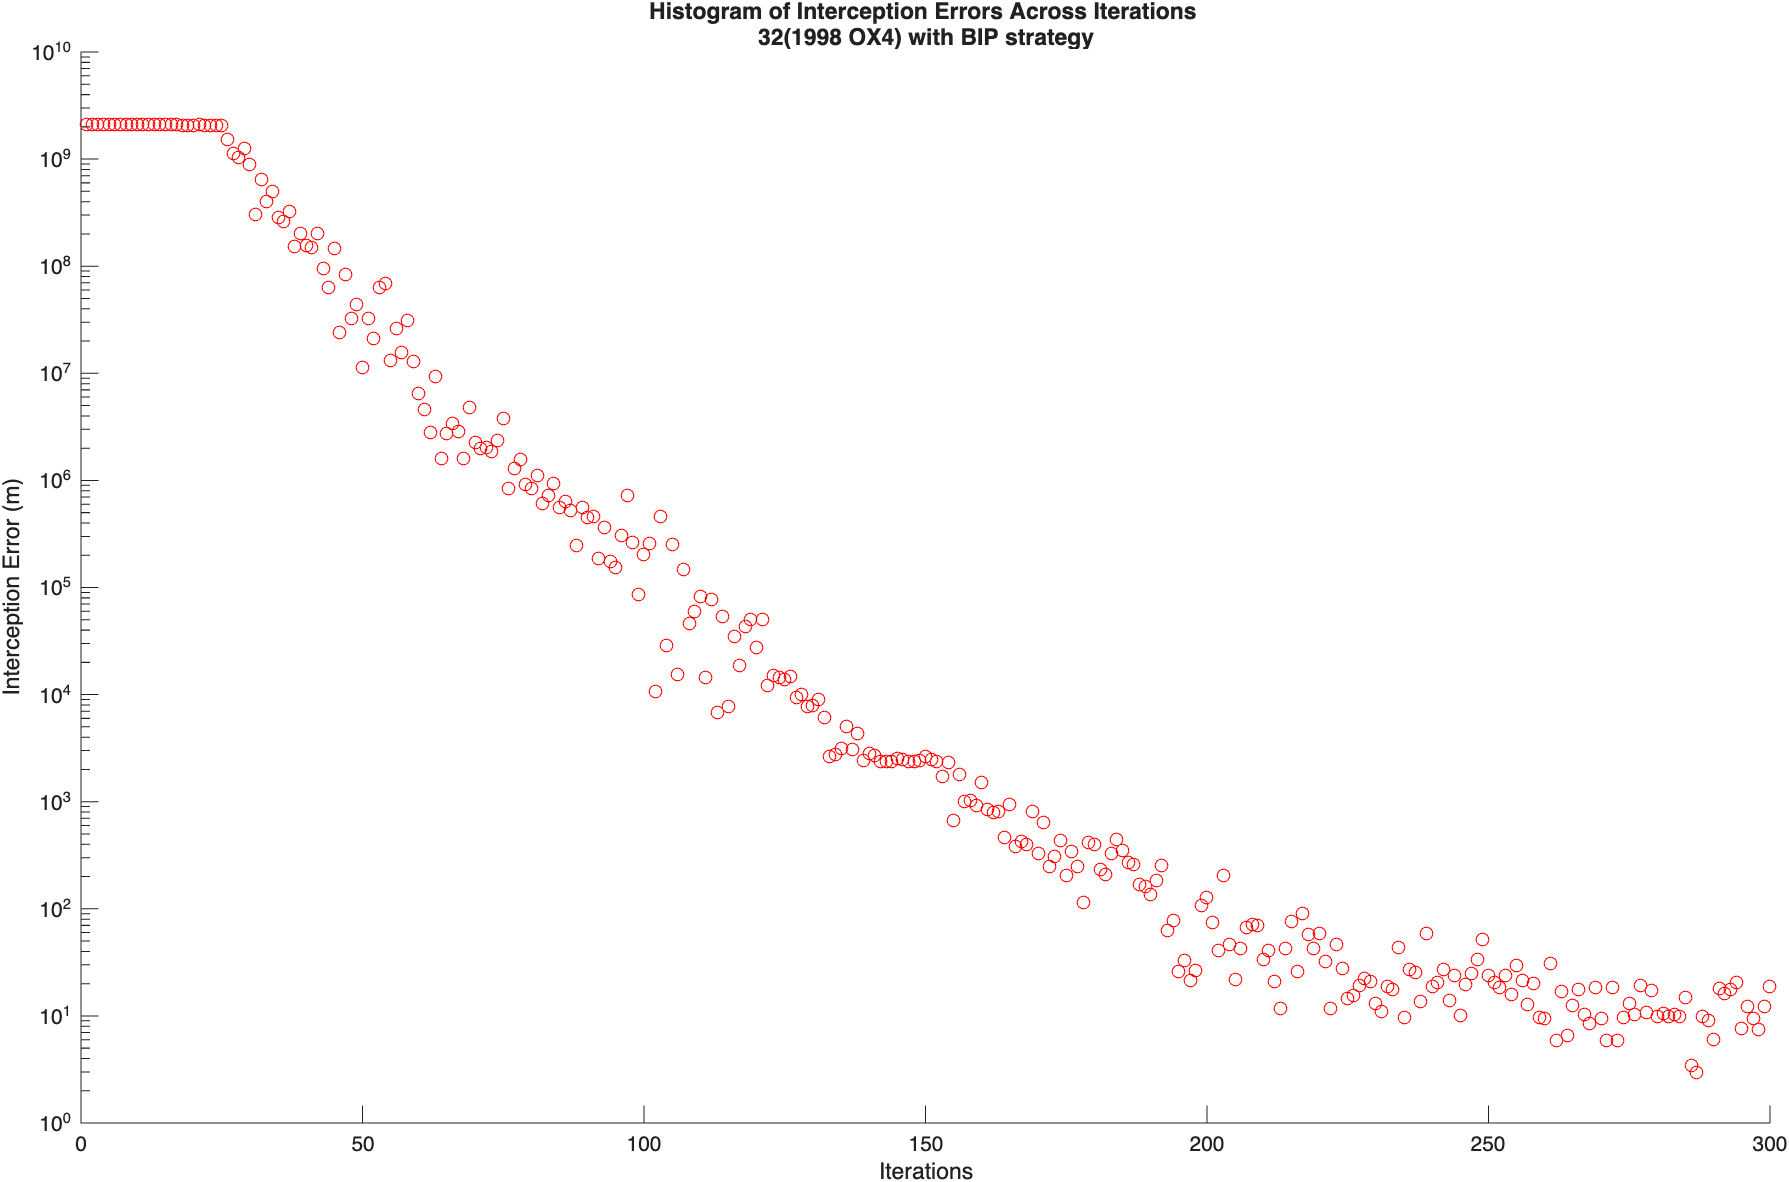 Histogram of Interception Errors Across Iterations
32(1998 OX4) with BIP strategy
10^10
10^9
10^8
10^7
10^6
10^5
10^4
10^3
10^2
10^1
10^0
Interception Error (m)
0 50 100 150 200 250 300
Iterations